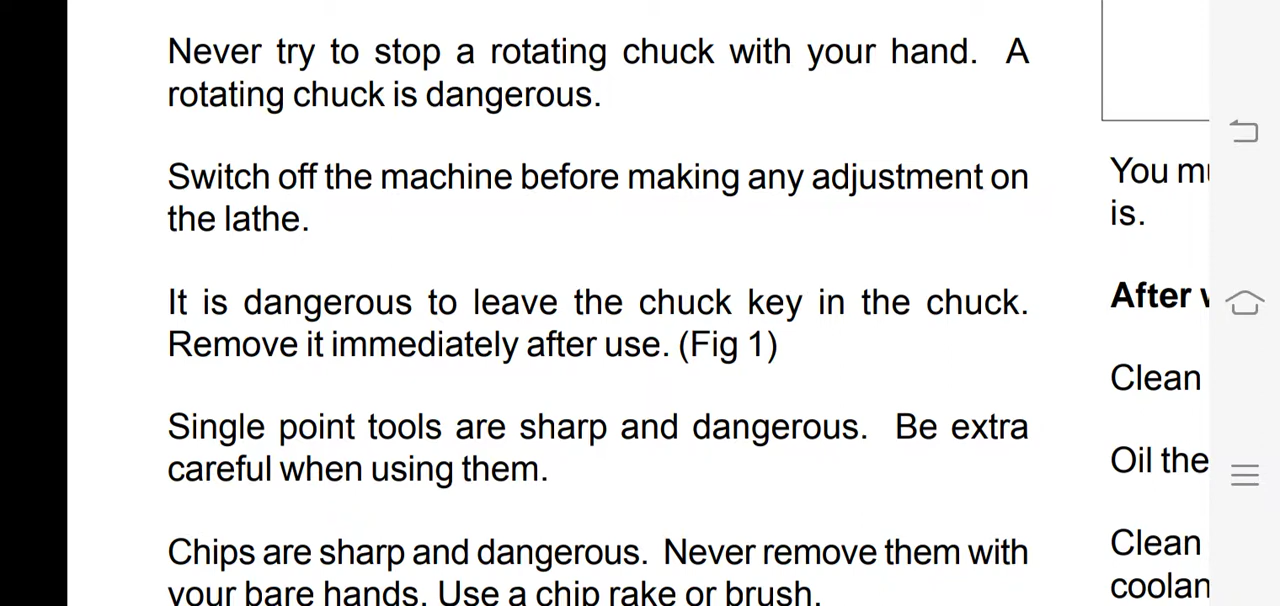 Never try to stop a rotating chuck with your hand. A
rotating chuck is dangerous.
Switch off the machine before making any adjustment on
the lathe.
It is dangerous to leave the chuck key in the chuck.
Remove it immediately after use. (Fig 1)
Single point tools are sharp and dangerous. Be extra
careful when using them.
Chips are sharp and dangerous. Never remove them with
your bare hands. Use a chip rake or brush.
You
is.
After
Clean
Oil the
Clean